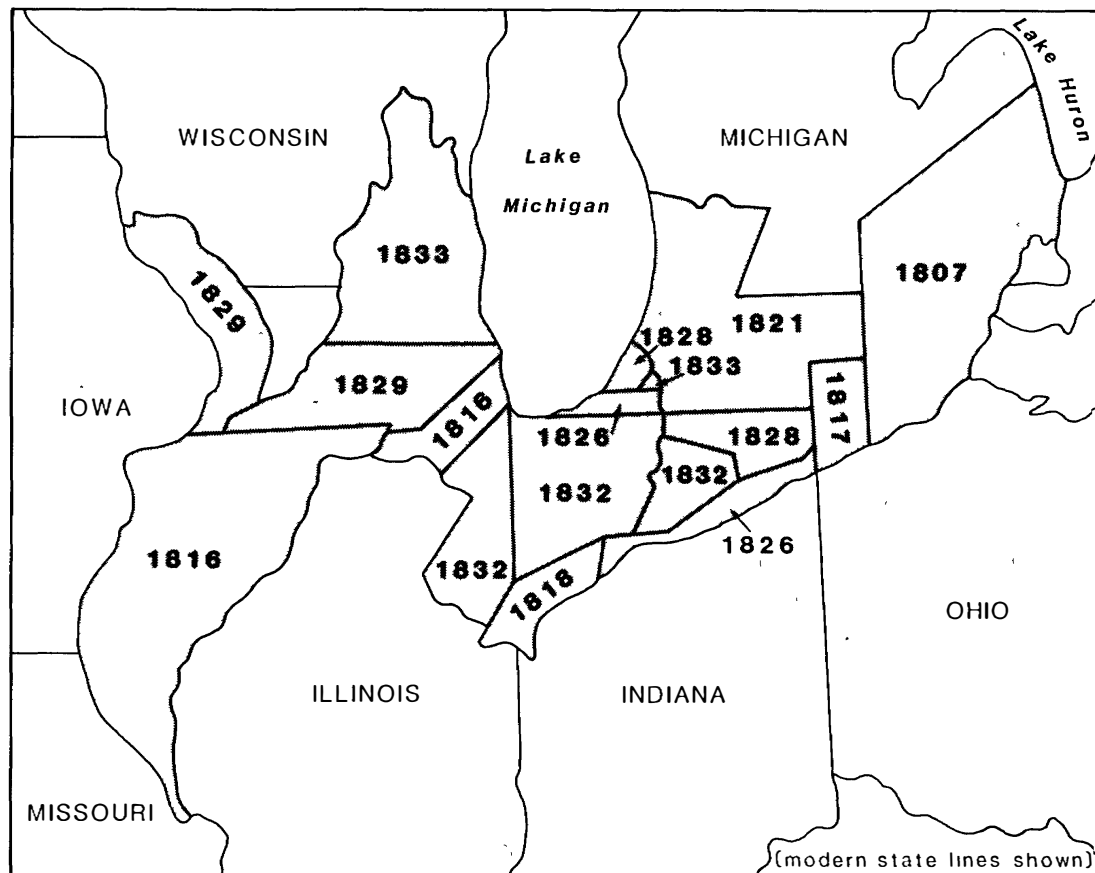 Lake Huron
WISCONSIN
MICHIGAN
Lake
Michigan
1833
1807
1829
1821
1828
1833
1829
1816
1817
IOWA
1826
1828
1832
1832
1826
1816
1832
1818
OHIO
ILLINOIS
INDIANA
MISSOURI
(modern state lines shown)